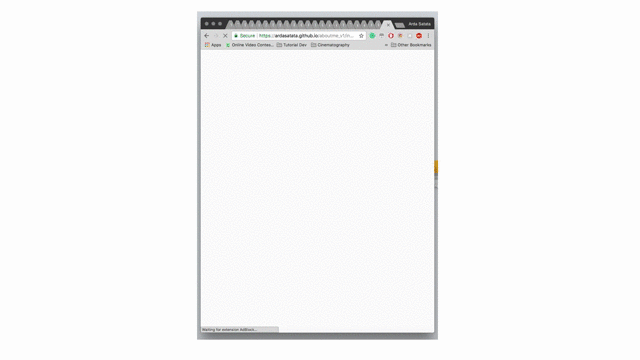 Arda Satata
Secure https://ardasatata.github.io/aboutme_v1/in...
Apps Online Video Contes... Tutorial Dev Cinematography » Other Bookmarks
Waiting for extension AdBlock...